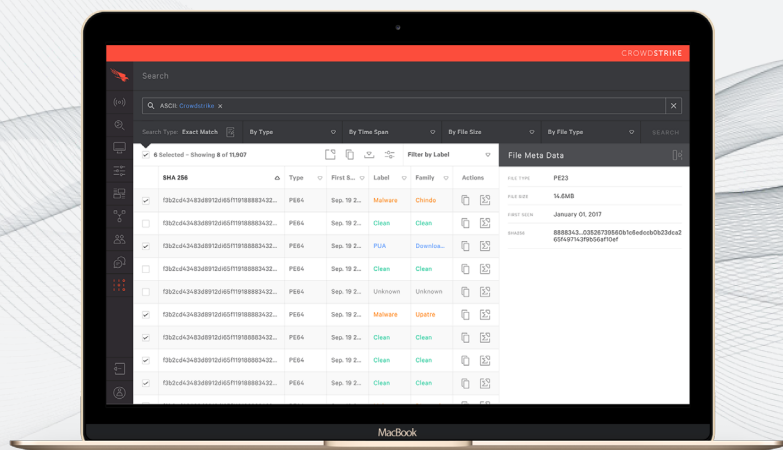 CROWDSTRIKE
Search
ASCII: Crowdstrike ×
Search Type: Exact Match By Type By Time Span By File Size By File Type SEARCH
6 Selected – Showing 8 of 11,907 Filter by Label
File Meta Data
SHA 256 Type First S... Label Family Actions
f3b2cd43483d8912di65f119188883432... PE64 Sep. 19 2... Malware Chindo
f3b2cd43483d8912di65f119188883432... PE64 Sep. 19 2... Clean Clean
f3b2cd43483d8912di65f119188883432... PE64 Sep. 19 2... PUA Downloa...
f3b2cd43483d8912di65f119188883432... PE64 Sep. 19 2... Clean Clean
f3b2cd43483d8912di65f119188883432... PE64 Sep. 19 2... Unknown Unknown
f3b2cd43483d8912di65f119188883432... PE64 Sep. 19 2... Malware Upatre
f3b2cd43483d8912di65f119188883432... PE64 Sep. 19 2... Clean Clean
f3b2cd43483d8912di65f119188883432... PE64 Sep. 19 2... Clean Clean
f3b2cd43483d8912di65f119188883432... PE64 Sep. 19 2... Clean Clean
FILE TYPE PE23
FILE SIZE 14.6MB
FIRST SEEN January 01, 2017
8888343...03526739560b1c6edccb0b23dca2
65f497143f9b56af10ef
MacBook